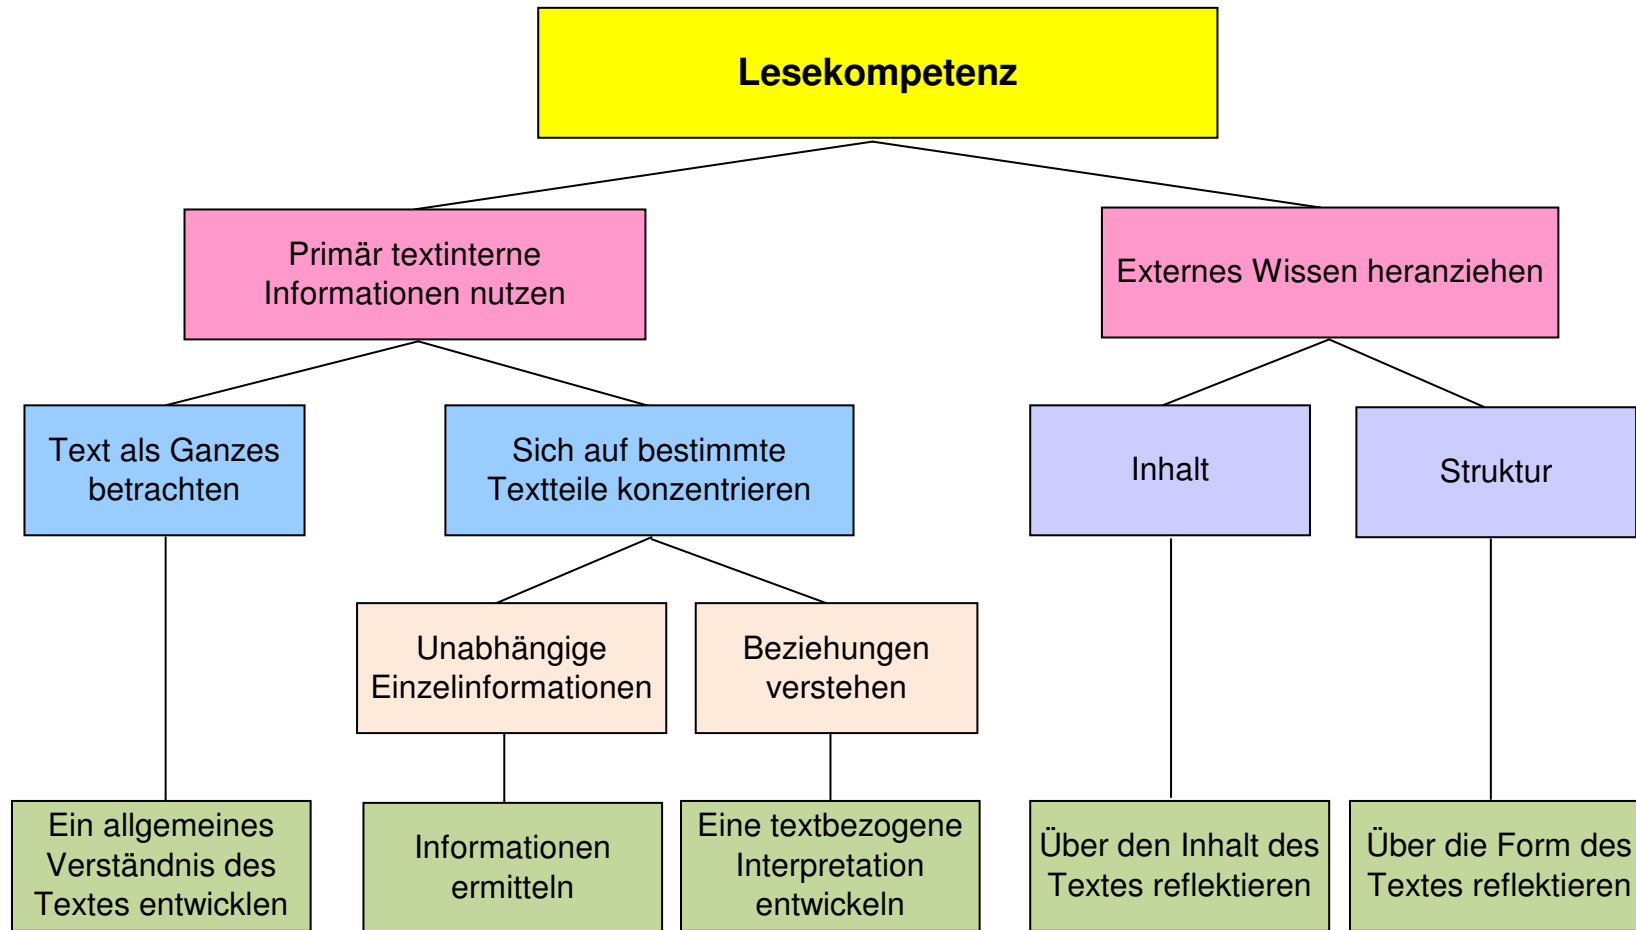 Lesekompetenz
Primär textinterne
Informationen nutzen
Externes Wissen heranziehen
Text als Ganzes
betrachten
Sich auf bestimmte
Textteile konzentrieren
Inhalt
Struktur
Unabhängige
Einzelinformationen
Beziehungen
verstehen
Ein allgemeines
Verständnis des
Textes entwicklen
Informationen
ermitteln
Eine textbezogene
Interpretation
entwickeln
Über den Inhalt des
Textes reflektieren
Über die Form des
Textes reflektieren